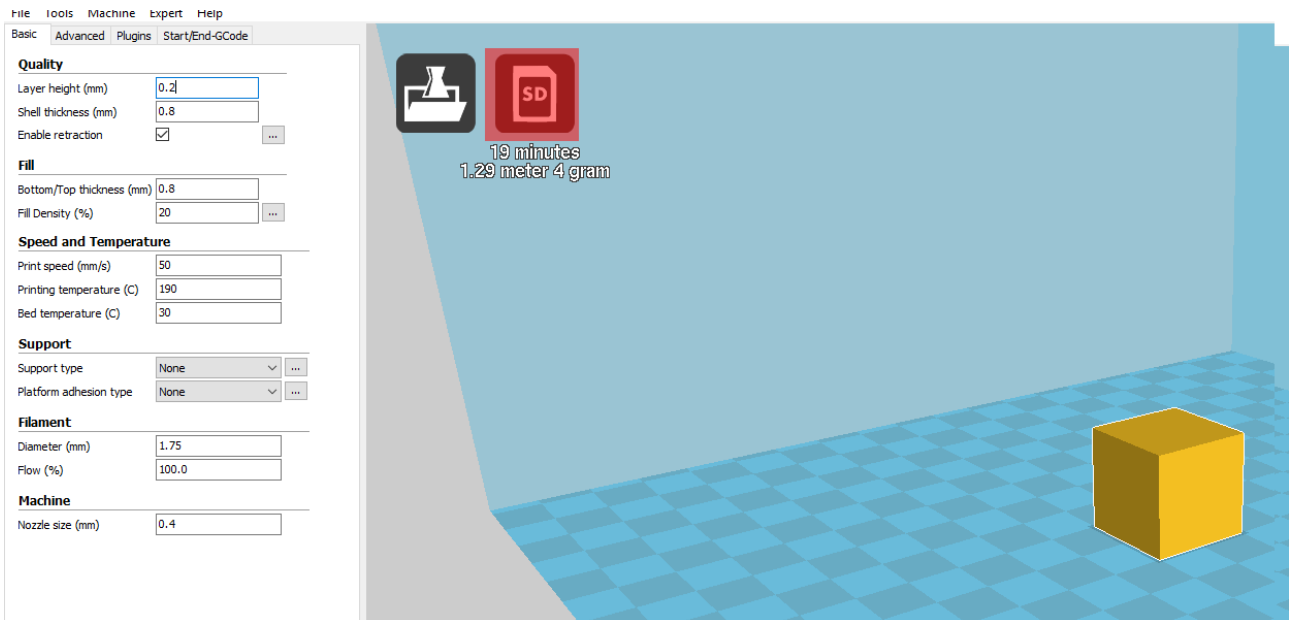 File Tools Machine Expert Help
Basic Advanced Plugins Start/End-GCode
Quality
Layer height (mm) 0.2
Shell thickness (mm) 0.8
Enable retraction ...
Fill
Bottom/Top thickness (mm) 0.8
Fill Density (%) 20 ...
Speed and Temperature
Print speed (mm/s) 50
Printing temperature (C) 190
Bed temperature (C) 30
Support
Support type None ...
Platform adhesion type None ...
Filament
Diameter (mm) 1.75
Flow (%) 100.0
Machine
Nozzle size (mm) 0.4
SD
19 minutes
1.29 meter 4 gram